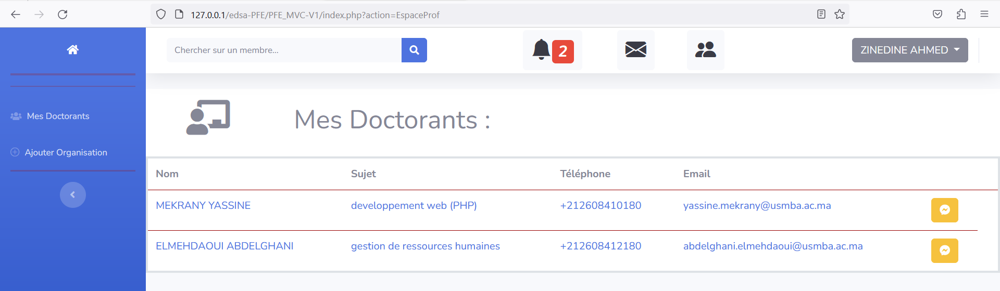 127.0.0.1/edsa-PFE/PFE_MVC-V1/index.php?action=EspaceProf
Chercher sur un membre...
2
ZINEDINE AHMED
Mes Doctorants
Ajouter Organisation
Mes Doctorants :
Nom Sujet Téléphone Email
MEKRANY YASSINE developpement web (PHP) +212608410180 yassine.mekrany@usmba.ac.ma
ELMEHDAOUI ABDELGHANI gestion de ressources humaines +212608412180 abdelghani.elmehdaoui@usmba.ac.ma